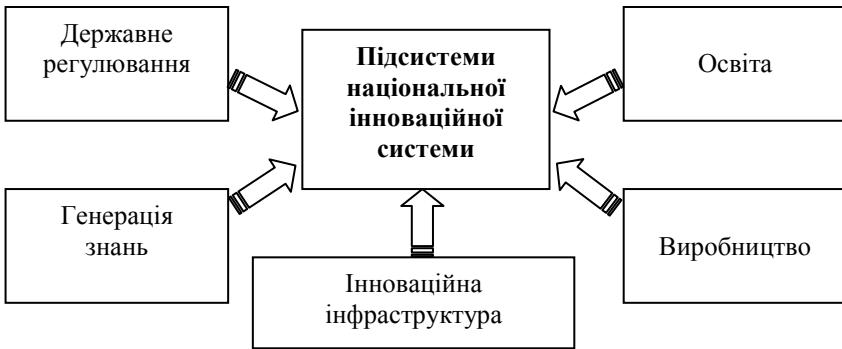 Державне
регулювання
Підсистеми
національної
інноваційної
системи
Освіта
Генерація
знань
Виробництво
Інноваційна
інфраструктура